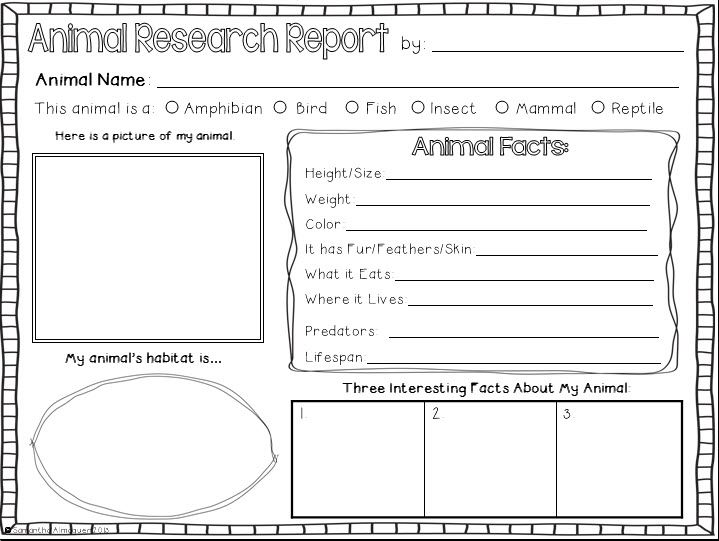 Animal Research Report by:
Animal Name:
This animal is a: Amphibian Bird Fish Insect Mammal Reptile
Here is a picture of my animal.
Animal Facts:
Height/Size:
Weight:
Color:
It has Fur/Feathers/Skin:
What it Eats:
Where it Lives:
Predators:
Lifespan:
My animal's habitat is...
Three Interesting Facts About My Animal:
1. 2. 3.
© Samantha Almaguer 2013